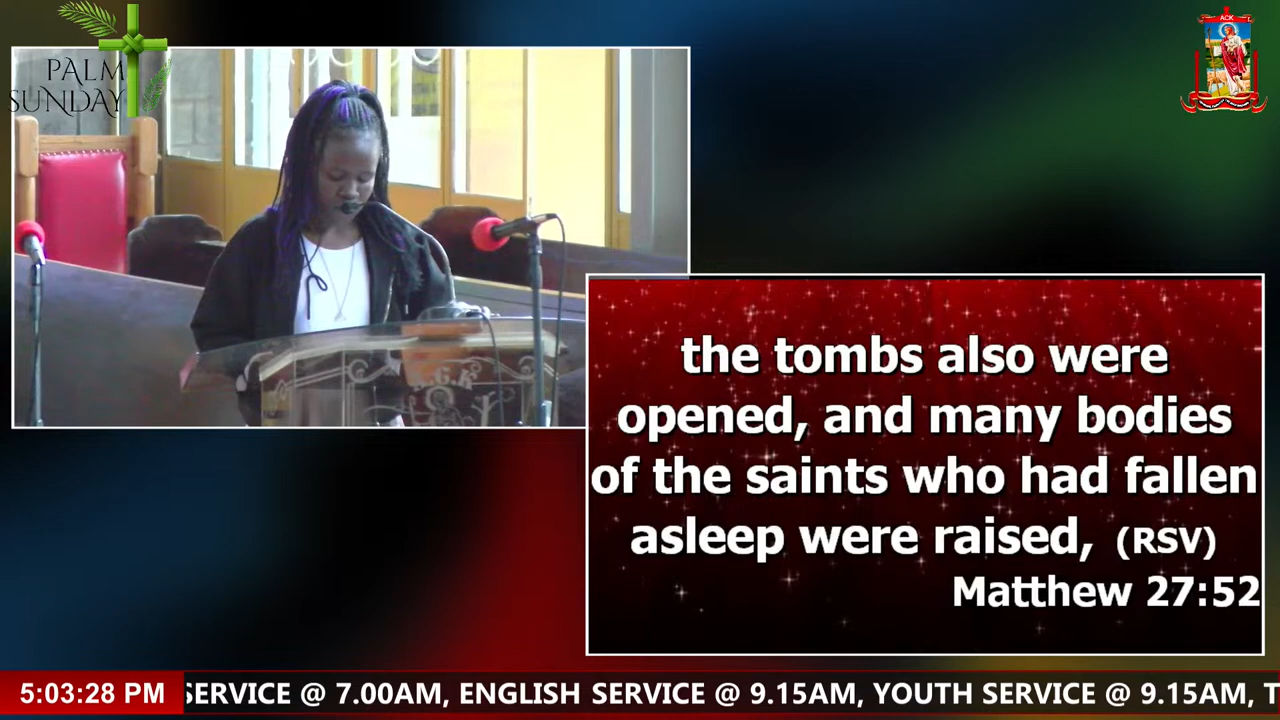 PALM
SUNDAY
ACK
the tombs also were
opened, and many bodies
of the saints who had fallen
asleep were raised, (RSV)
Matthew 27:52
A.C.K
5:03:28 PM
SERVICE @ 7.00AM, ENGLISH SERVICE @ 9.15AM, YOUTH SERVICE @ 9.15AM, T